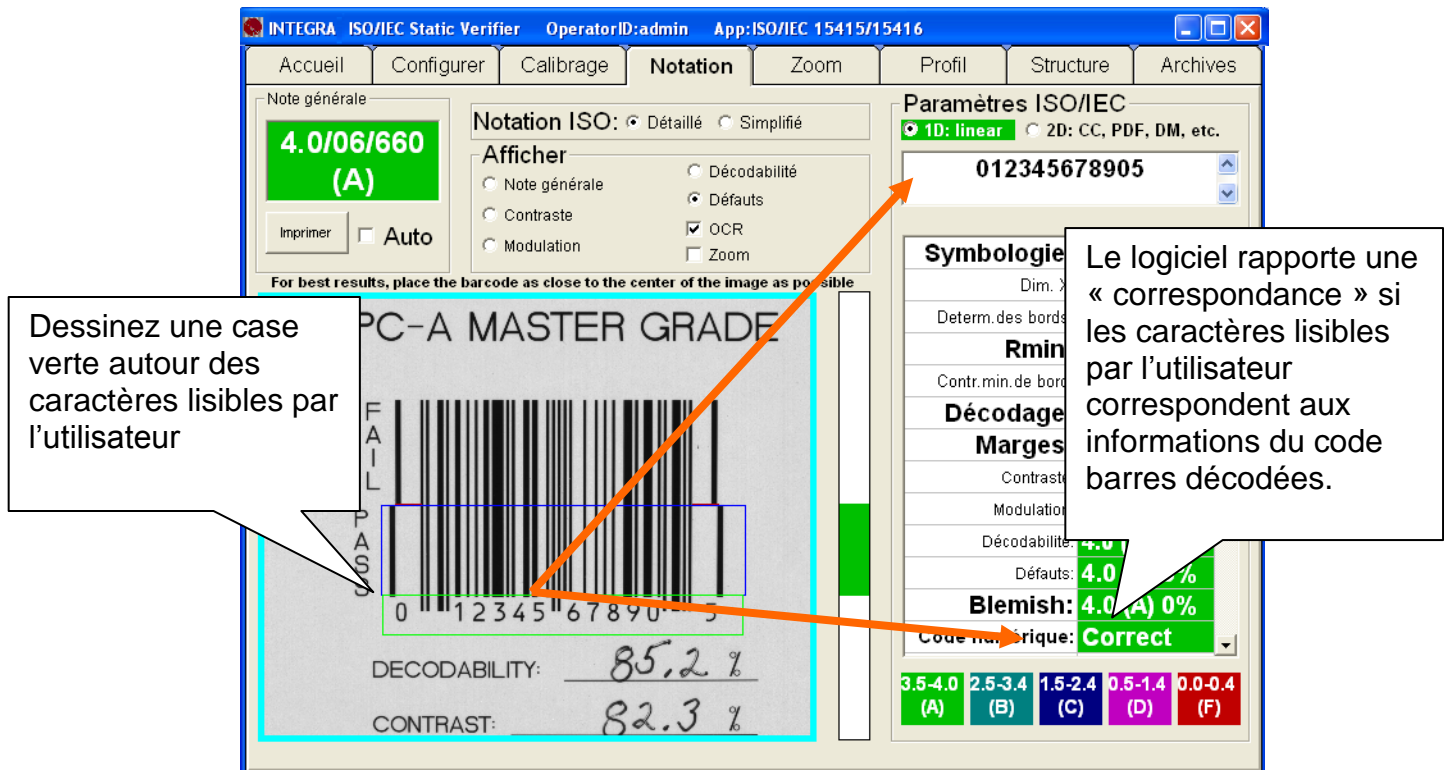 INTEGRA ISO/IEC Static Verifier OperatorID:admin App:ISO/IEC 15415/15416
Accueil Configurer Calibrage Notation Zoom Profil Structure Archives
Note générale
4.0/06/660
(A)
Imprimer Auto
Notation ISO: Détaillé Simplifié
Afficher
Note générale
Contraste
Modulation
Décodabilité
Défauts
OCR
Zoom
Paramètres ISO/IEC
1D: linear 2D: CC, PDF, DM, etc.
012345678905
For best results, place the barcode as close to the center of the image as possible
Dessinez une case
verte autour des
caractères lisibles par
l’utilisateur
PC-A MASTER GRADE
FAIL
PASS
0 12345 67890 5
DECODABILITY: 85.2 %
CONTRAST: 82.3 %
Symbologie
Dim.
Determ.des bords
Rmin
Contr.min.de bord
Décodage
Marges
Contraste
Modulation
Décodabilité: 4.0
Défauts: 4.0 %
Blemish: 4.0 (A) 0%
Code numérique: Correct
Le logiciel rapporte une
« correspondance » si
les caractères lisibles
par l’utilisateur
correspondent aux
informations du code
barres décodées.
3.5-4.0 2.5-3.4 1.5-2.4 0.5-1.4 0.0-0.4
(A) (B) (C) (D) (F)